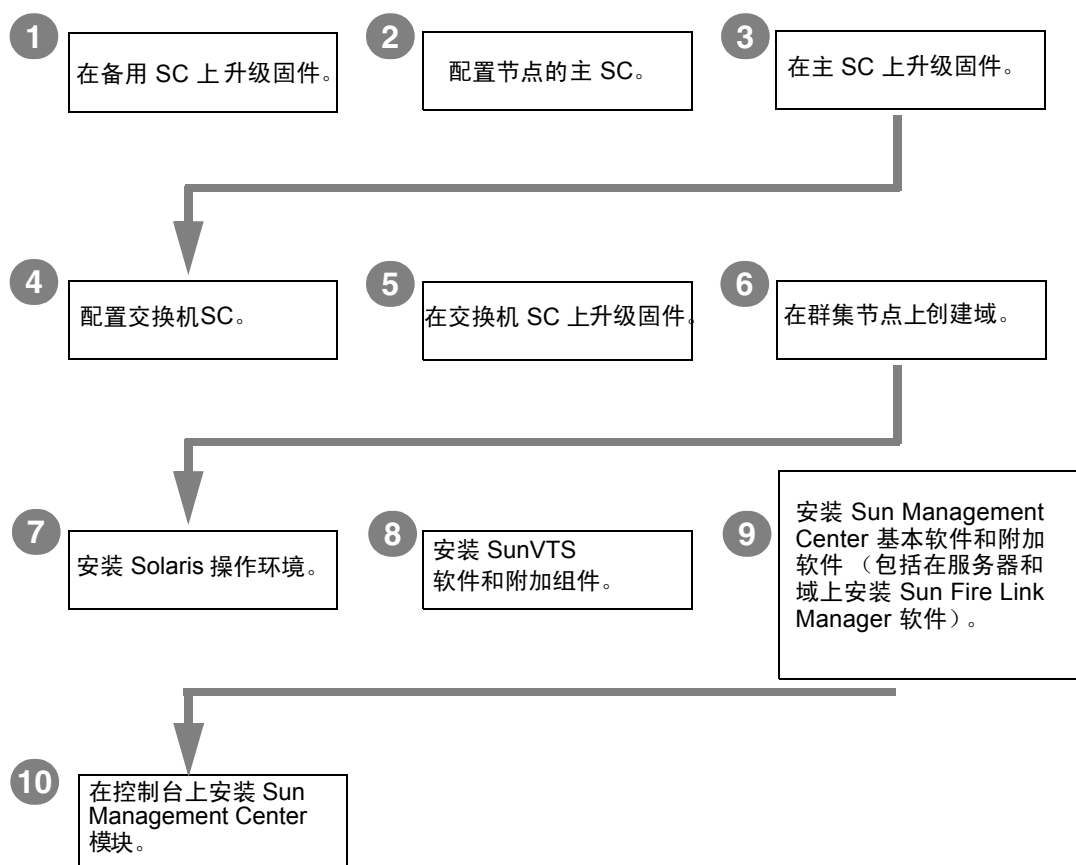 1
在备用 SC 上升级固件。
2
配置节点的主 SC。
3
在主 SC 上升级固件。
4
配置交换机SC。
5
在交换机 SC 上升级固件。
6
在群集节点上创建域。
7
安装 Solaris 操作环境。
8
安装 SunVTS
软件和附加组件。
9
安装 Sun Management
Center 基本软件和附加
软件 （包括在服务器和
域上安装 Sun Fire Link
Manager 软件）。
10
在控制台上安装 Sun
Management Center
模块。